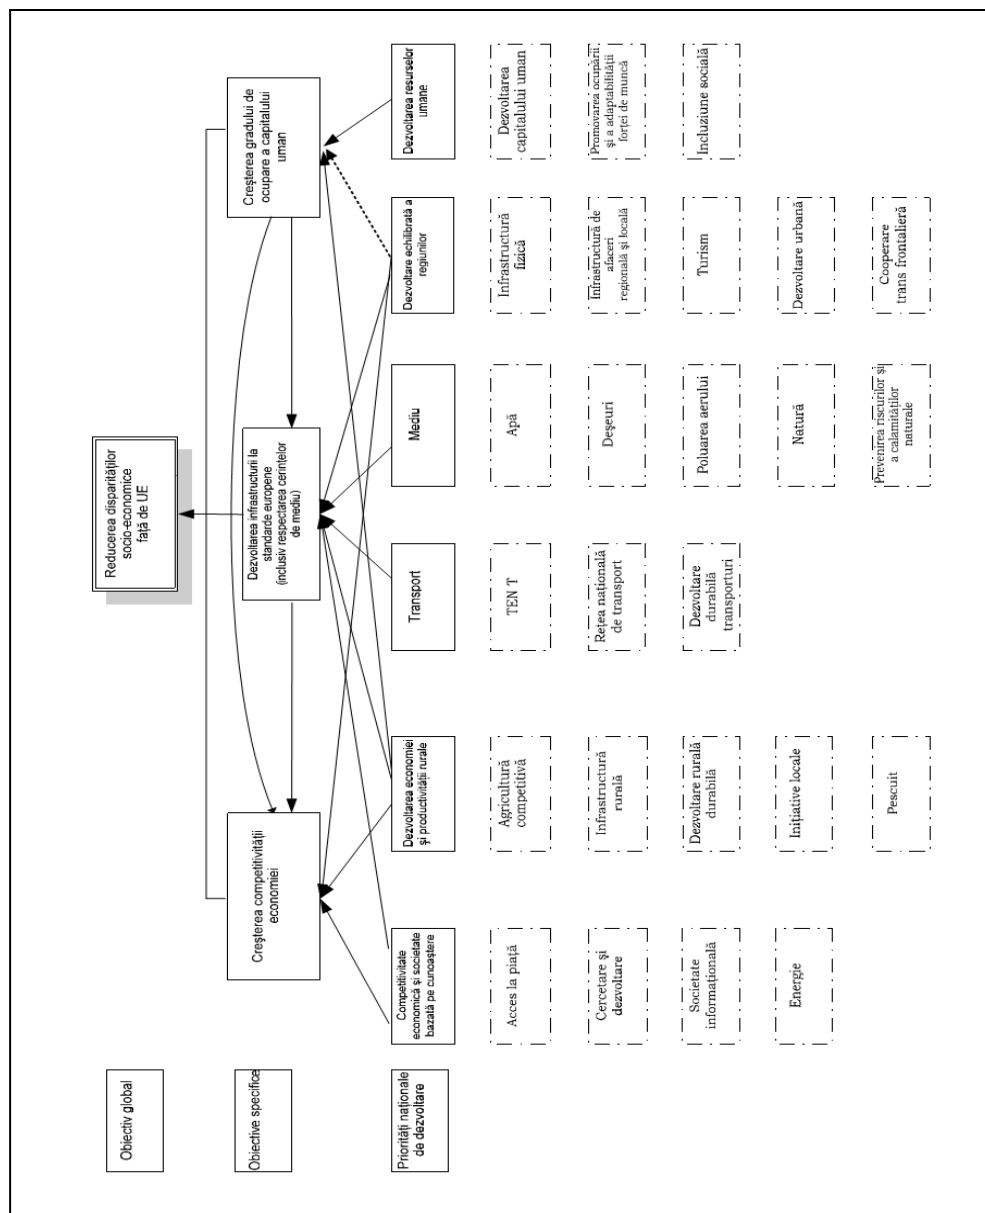 Obiectiv global
Reducerea disparităților
socio-economice
față de UE
Obiective specifice
Creşterea competitivității
economiei
Dezvoltarea infrastructurii la
standarde europene
(inclusiv respectarea cerințelor
de mediu)
Creşterea gradului de
ocupare a capitalului
uman
Priorități naționale
de dezvoltare
Competitivitate
economică şi societate
bazată pe cunoaştere
Dezvoltarea economiei
şi productivității rurale
Transport
Mediu
Dezvoltare echilibrată a
regiunilor
Dezvoltarea resurselor
umane
Acces la piață
Agricultură
competitivă
TEN T
Apă
Infrastructură
fizică
Dezvoltarea
capitalului uman
Cercetare și
dezvoltare
Infrastructură
rurală
Rețea națională
de transport
Deșeuri
Infrastructură de
afaceri
regională și locală
Promovarea ocupării
și a adaptabilității
forței de muncă
Societate
informațională
Dezvoltare rurală
durabilă
Dezvoltare
durabilă
transporturi
Poluarea aerului
Turism
Incluziune socială
Energie
Inițiative locale
Natură
Dezvoltare urbană
Pescuit
Prevenirea riscurilor și
a calamităților
naturale
Cooperare
trans frontalieră